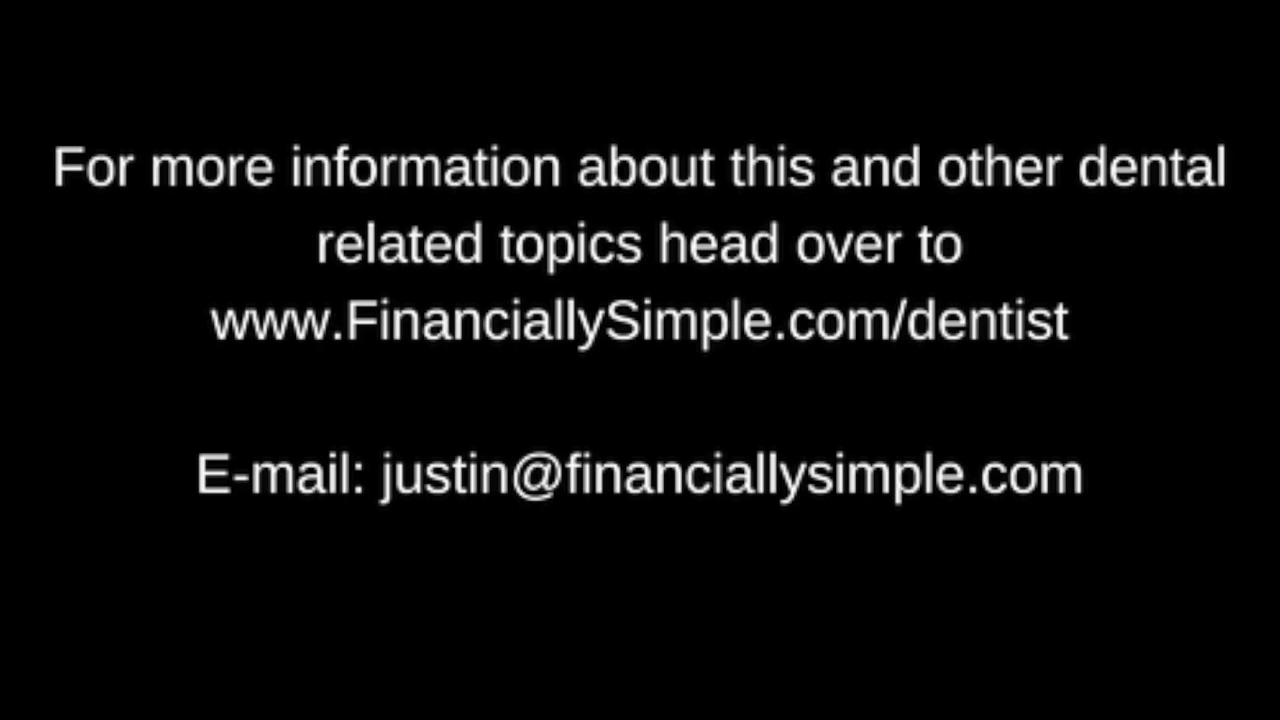 For more information about this and other dental
related topics head over to
www.FinanciallySimple.com/dentist
E-mail: justin@financiallysimple.com